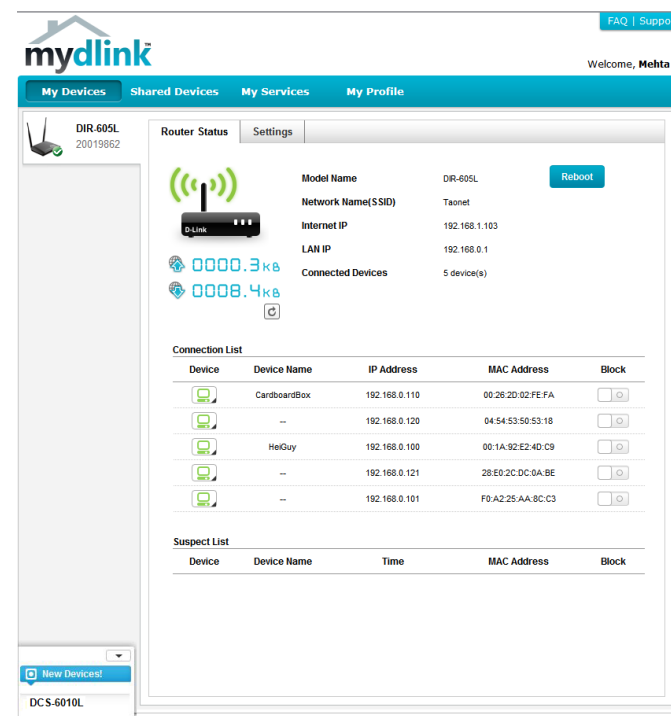 FAQ | Suppo
mydlink™
Welcome, Mehta
My Devices Shared Devices My Services My Profile
DIR-605L
20019862
Router Status Settings
Model Name DIR-605L Reboot
Network Name(SSID) Taonet
Internet IP 192.168.1.103
LAN IP 192.168.0.1
Connected Devices 5 device(s)
D-Link
0000.3KB
0008.4KB
Connection List
Device Device Name IP Address MAC Address Block
CardboardBox 192.168.0.110 00:26:2D:02:FE:FA
-- 192.168.0.120 04:54:53:50:53:18
HeiGuy 192.168.0.100 00:1A:92:E2:4D:C9
-- 192.168.0.121 28:E0:2C:DC:0A:BE
-- 192.168.0.101 F0:A2:25:AA:8C:C3
Suspect List
Device Device Name Time MAC Address Block
New Devices!
DCS-6010L